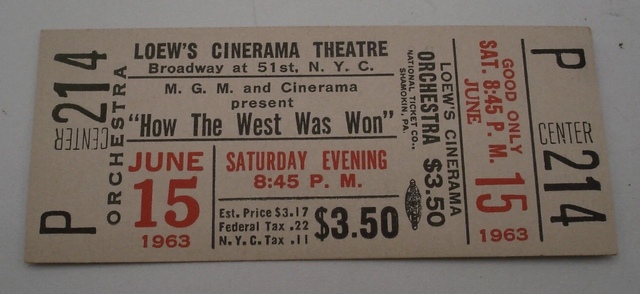 P
CENTER
214
ORCHESTRA
LOEW'S CINERAMA THEATRE
Broadway at 51st, N. Y. C.
M. G. M. and Cinerama
present
"How The West Was Won"
JUNE
15
1963
SATURDAY EVENING
8:45 P. M.
Est. Price $3.17
Federal Tax .22
N. Y. C. Tax .11
$3.50
LOEW'S CINERAMA
ORCHESTRA $3.50
NATIONAL TICKET CO.,
SHAMOKIN, PA.
GOOD ONLY
SAT. 8:45 P. M.
JUNE
15
1963
P
CENTER
214